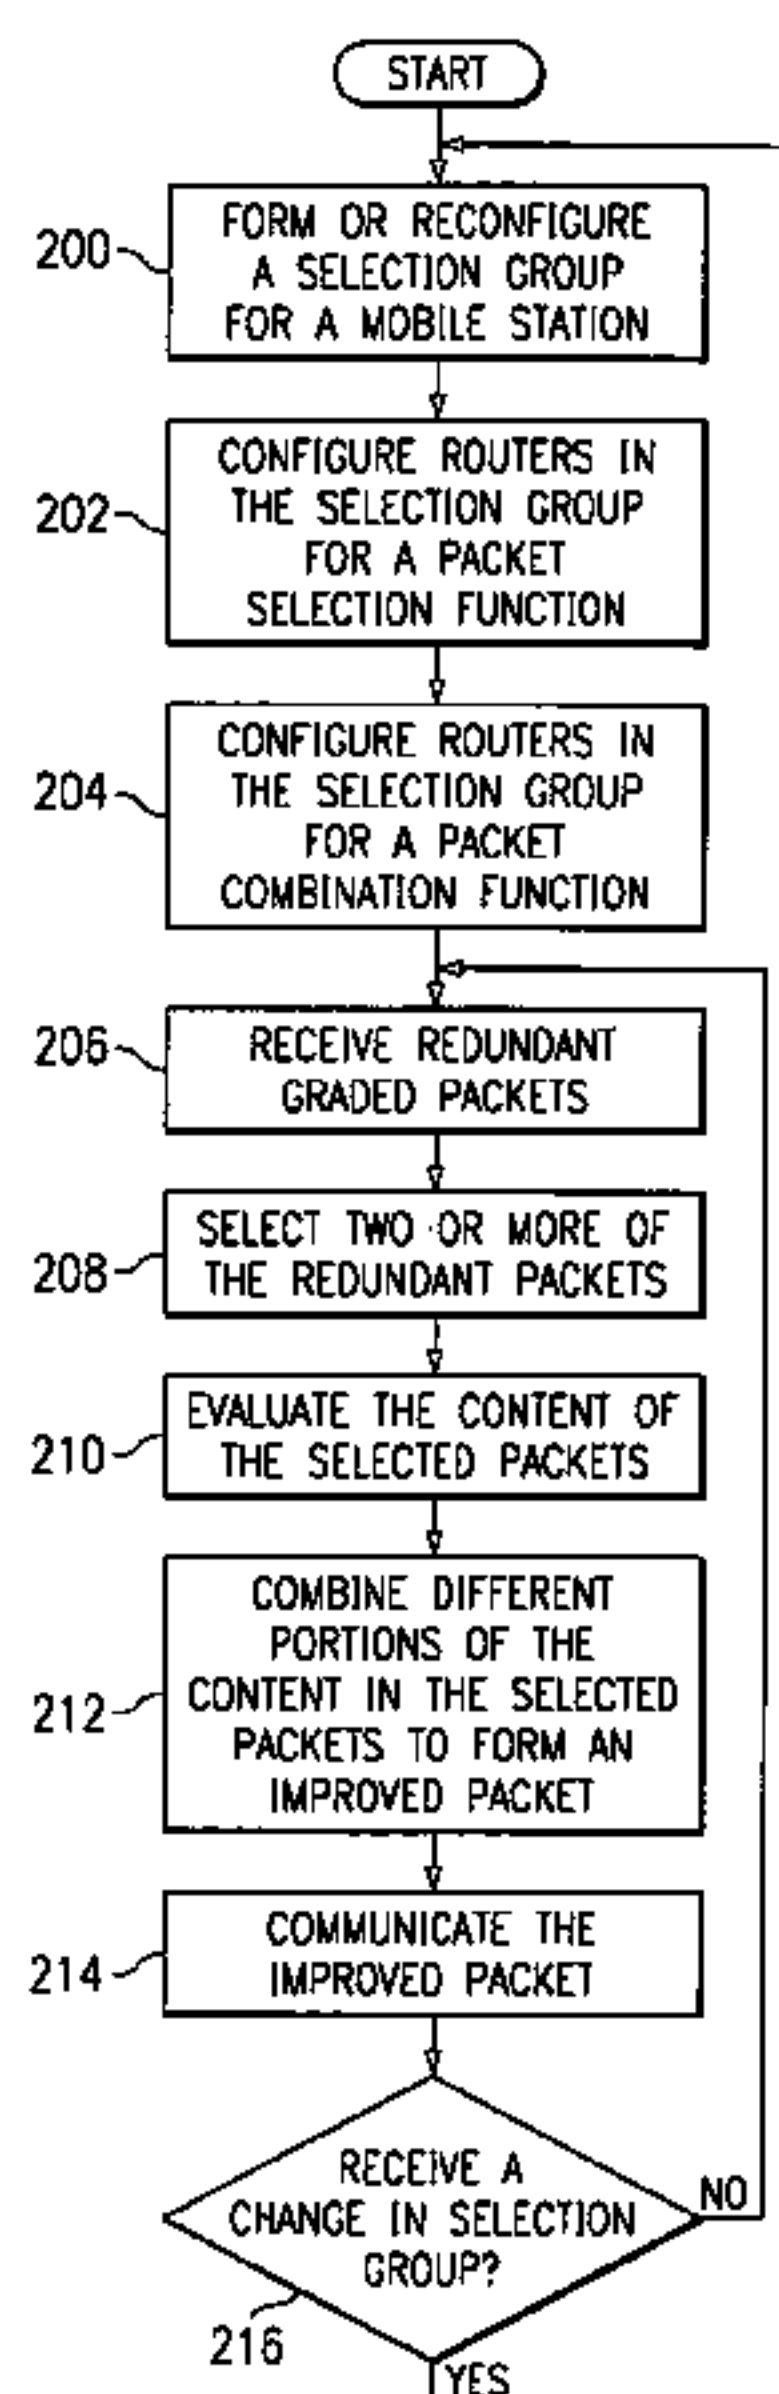 START
200
FORM OR RECONFIGURE
A SELECTION GROUP
FOR A MOBILE STATION
202
CONFIGURE ROUTERS IN
THE SELECTION GROUP
FOR A PACKET
SELECTION FUNCTION
204
CONFIGURE ROUTERS IN
THE SELECTION GROUP
FOR A PACKET
COMBINATION FUNCTION
206
RECEIVE REDUNDANT
GRADED PACKETS
208
SELECT TWO OR MORE OF
THE REDUNDANT PACKETS
210
EVALUATE THE CONTENT OF
THE SELECTED PACKETS
212
COMBINE DIFFERENT
PORTIONS OF THE
CONTENT IN THE SELECTED
PACKETS TO FORM AN
IMPROVED PACKET
214
COMMUNICATE THE
IMPROVED PACKET
RECEIVE A
CHANGE IN SELECTION
GROUP?
NO
216
YES